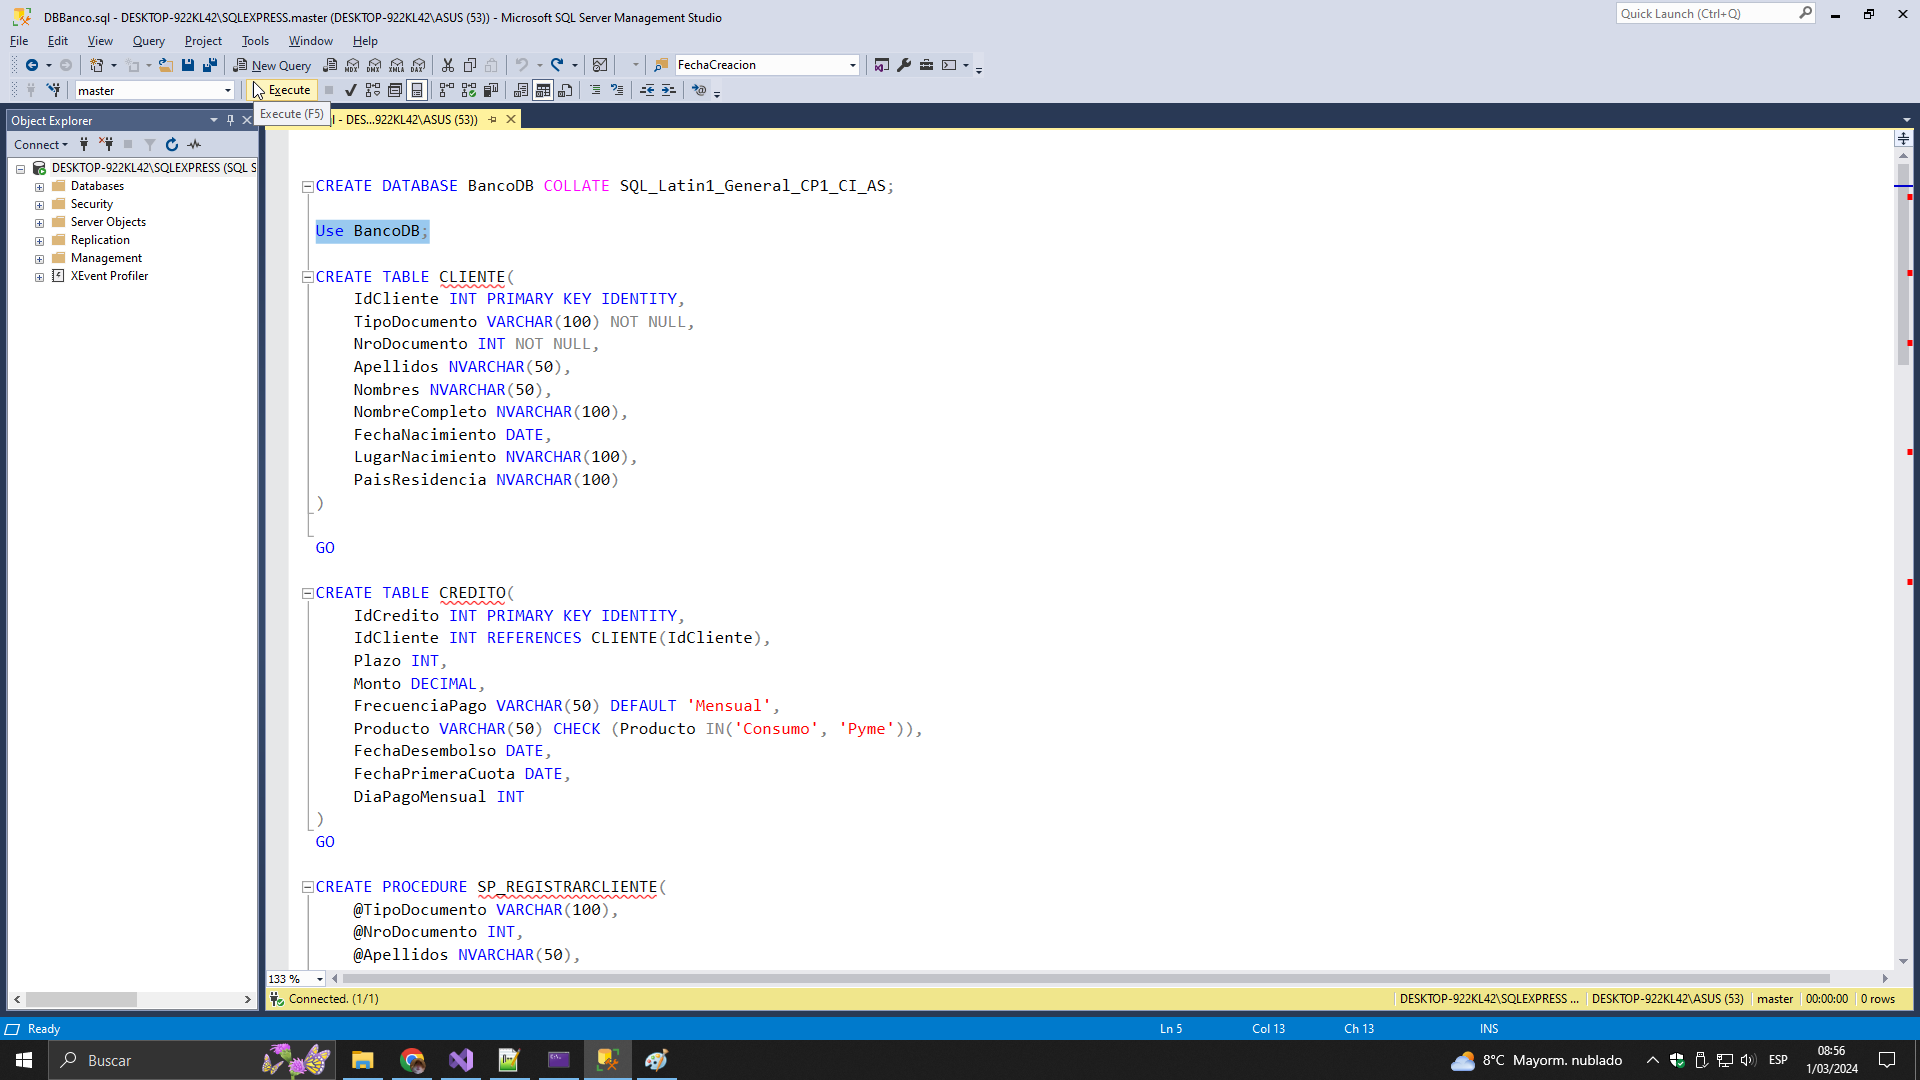 DBBanco.sql - DESKTOP-922KL42\SQLEXPRESS.master (DESKTOP-922KL42\ASUS (53)) - Microsoft SQL Server Management Studio
Quick Launch (Ctrl+Q)
File Edit View Query Project Tools Window Help
New Query
MDX DMX XMLA DAX
FechaCreacion
master
Execute
Execute (F5)
Object Explorer
l - DES...922KL42\ASUS (53))
Connect
DESKTOP-922KL42\SQLEXPRESS (SQL S
Databases
Security
Server Objects
Replication
Management
XEvent Profiler
CREATE DATABASE BancoDB COLLATE SQL_Latin1_General_CP1_CI_AS;
Use BancoDB;
CREATE TABLE CLIENTE(
IdCliente INT PRIMARY KEY IDENTITY,
TipoDocumento VARCHAR(100) NOT NULL,
NroDocumento INT NOT NULL,
Apellidos NVARCHAR(50),
Nombres NVARCHAR(50),
NombreCompleto NVARCHAR(100),
FechaNacimiento DATE,
LugarNacimiento NVARCHAR(100),
PaisResidencia NVARCHAR(100)
)
GO
CREATE TABLE CREDITO(
IdCredito INT PRIMARY KEY IDENTITY,
IdCliente INT REFERENCES CLIENTE(IdCliente),
Plazo INT,
Monto DECIMAL,
FrecuenciaPago VARCHAR(50) DEFAULT 'Mensual',
Producto VARCHAR(50) CHECK (Producto IN('Consumo', 'Pyme')),
FechaDesembolso DATE,
FechaPrimeraCuota DATE,
DiaPagoMensual INT
)
GO
CREATE PROCEDURE SP_REGISTRARCLIENTE(
@TipoDocumento VARCHAR(100),
@NroDocumento INT,
@Apellidos NVARCHAR(50),
133 %
Connected. (1/1)
DESKTOP-922KL42\SQLEXPRESS ... DESKTOP-922KL42\ASUS (53) master 00:00:00 0 rows
Ready
Ln 5 Col 13 Ch 13 INS
Buscar
8°C Mayorm. nublado
ESP
08:56
1/03/2024